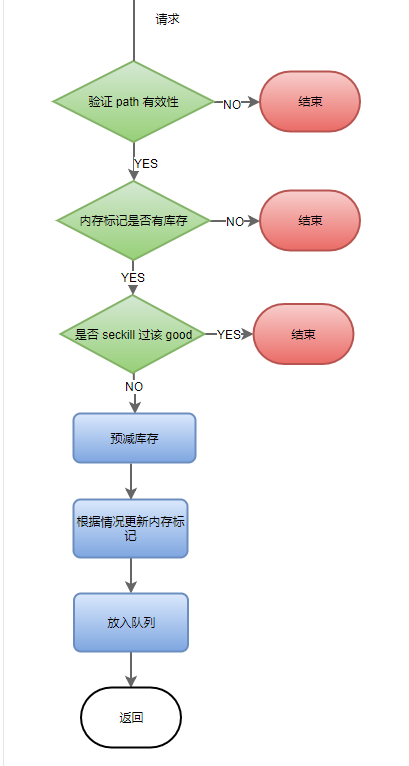 请求
验证 path 有效性
NO
结束
YES
内存标记是否有库存
NO
结束
YES
是否 seckill 过该 good
YES
结束
NO
预减库存
根据情况更新内存标
记
放入队列
返回